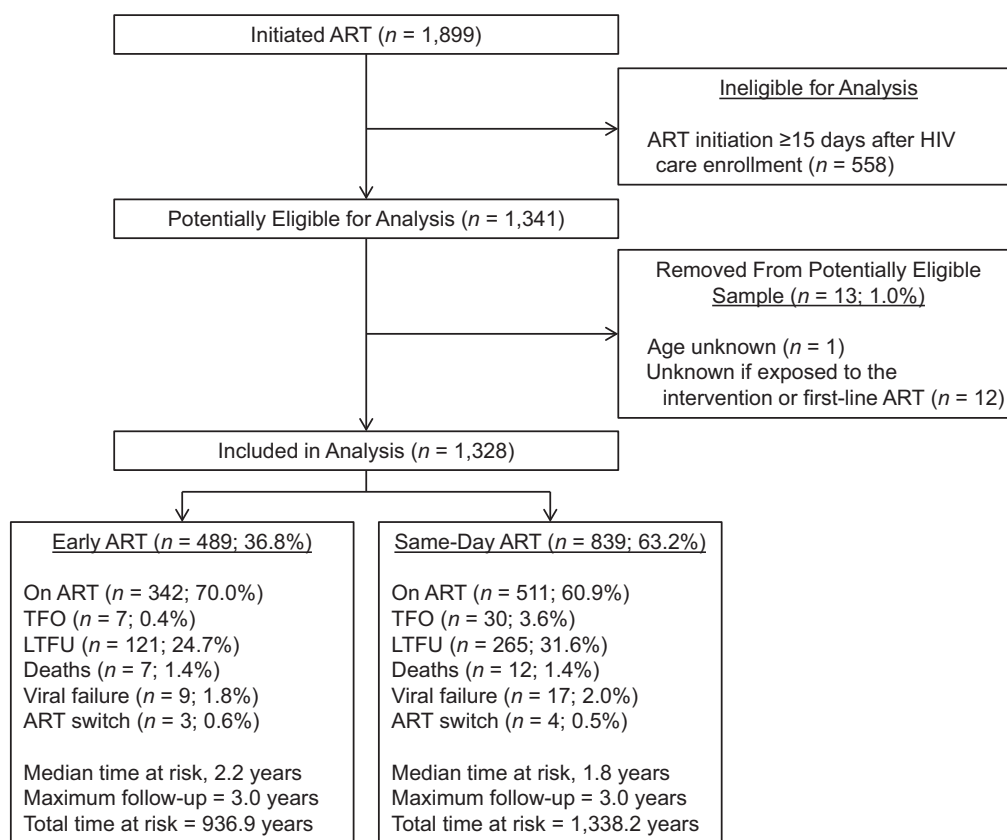 Initiated ART (n = 1,899)
Ineligible for Analysis
ART initiation ≥15 days after HIV
care enrollment (n = 558)
Potentially Eligible for Analysis (n = 1,341)
Removed From Potentially Eligible
Sample (n = 13; 1.0%)
Age unknown (n = 1)
Unknown if exposed to the
intervention or first-line ART (n = 12)
Included in Analysis (n = 1,328)
Early ART (n = 489; 36.8%)
On ART (n = 342; 70.0%)
TFO (n = 7; 0.4%)
LTFU (n = 121; 24.7%)
Deaths (n = 7; 1.4%)
Viral failure (n = 9; 1.8%)
ART switch (n = 3; 0.6%)
Median time at risk, 2.2 years
Maximum follow-up = 3.0 years
Total time at risk = 936.9 years
Same-Day ART (n = 839; 63.2%)
On ART (n = 511; 60.9%)
TFO (n = 30; 3.6%)
LTFU (n = 265; 31.6%)
Deaths (n = 12; 1.4%)
Viral failure (n = 17; 2.0%)
ART switch (n = 4; 0.5%)
Median time at risk, 1.8 years
Maximum follow-up = 3.0 years
Total time at risk = 1,338.2 years